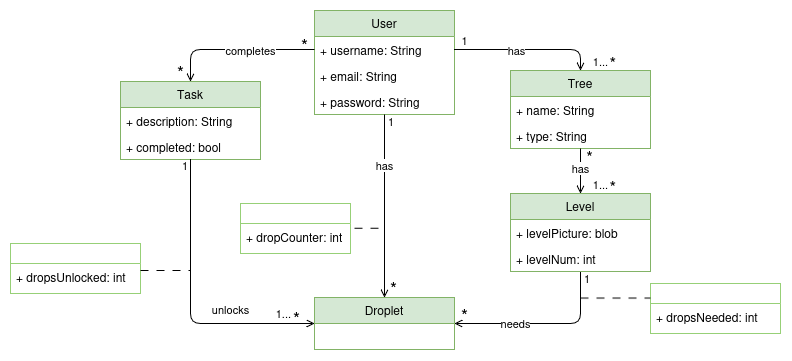 User
+ username: String
+ email: String
+ password: String
completes
*
*
1
has
1...*
Task
+ description: String
+ completed: bool
1
Tree
+ name: String
+ type: String
*
has
1...*
1
has
Level
+ levelPicture: blob
+ levelNum: int
1
+ dropCounter: int
+ dropsUnlocked: int
*
+ dropsNeeded: int
unlocks
1...*
Droplet
*
needs